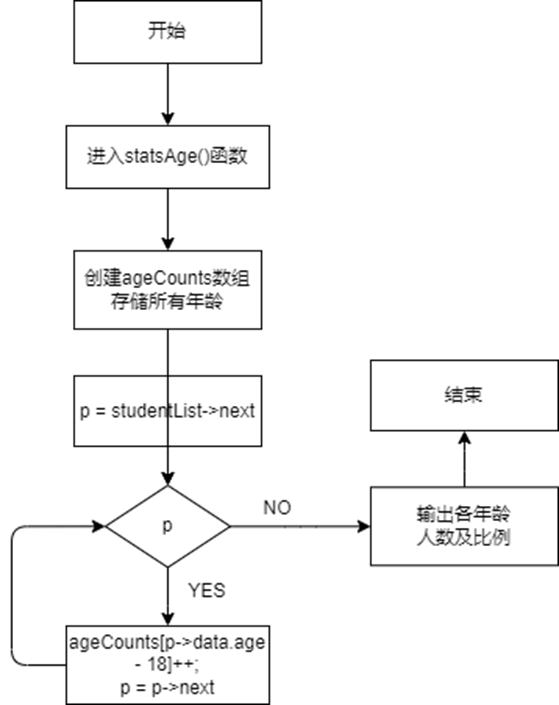 开始
进入statsAge()函数
创建ageCounts数组
存储所有年龄
p = studentList->next
结束
p
NO
输出各年龄
人数及比例
YES
ageCounts[p->data.age
- 18]++;
p = p->next